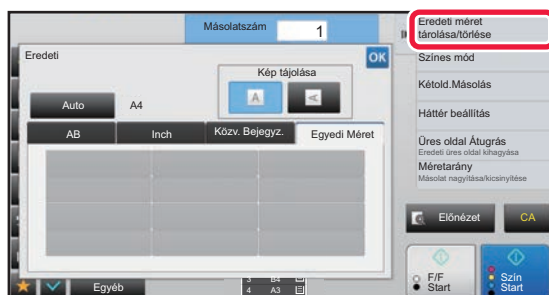 Másolatszám
1
Eredeti méret
tárolása/törlése
Eredeti
OK
Kép tájolása
A
A
Auto
A4
AB
Inch
Közv. Bejegyz.
Egyedi Méret
Színes mód
Kétold.Másolás
Háttér beállítás
Üres oldal Átugrás
Eredeti üres oldal kihagyása
Méretarány
Másolat nagyítása/kicsinyítése
Előnézet
CA
Egyéb
3 B4
4 A3
F/F
Start
Szín
Start